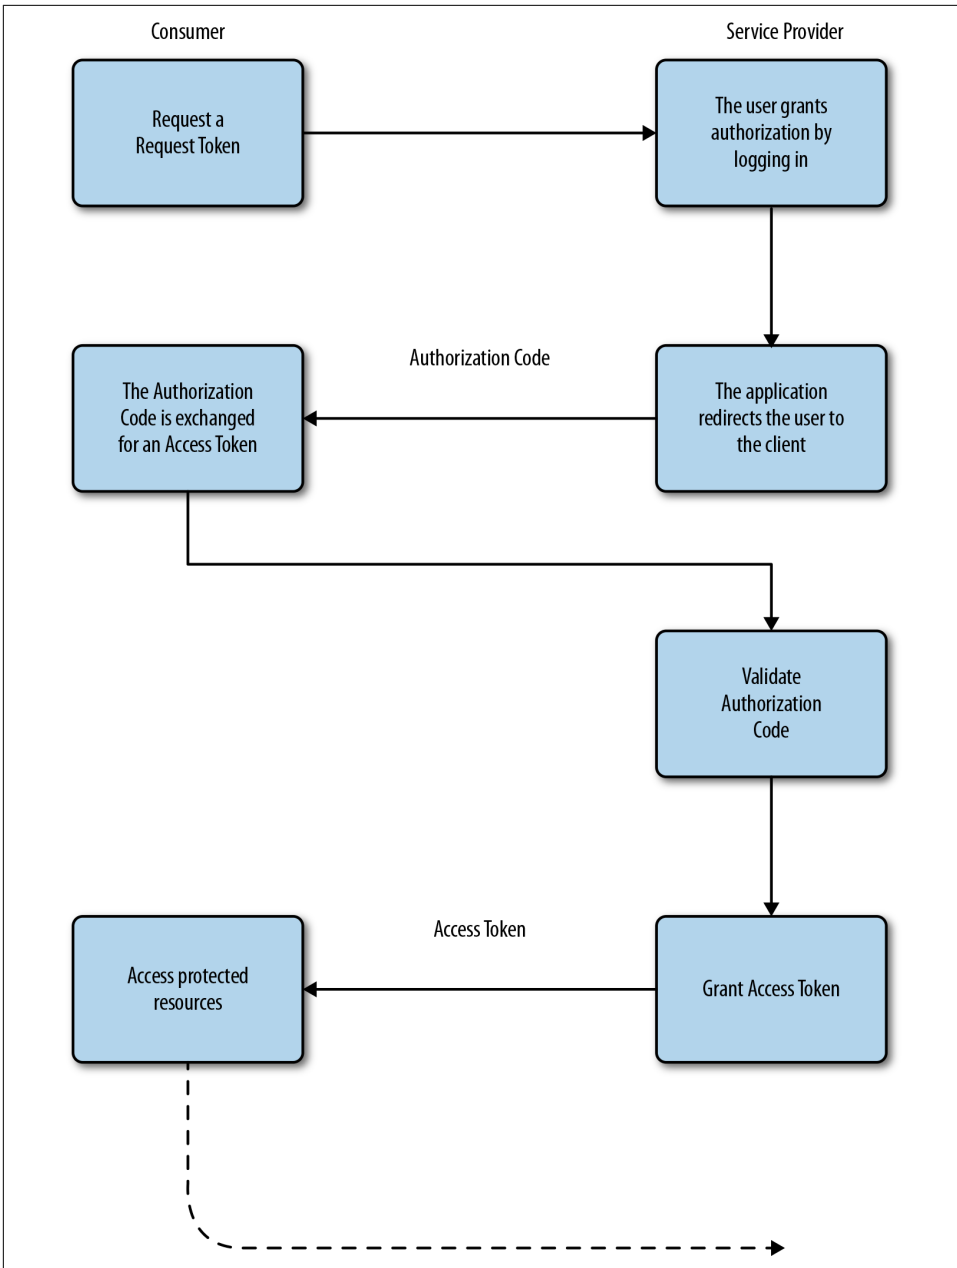 Consumer
Service Provider
Request a
Request Token
The user grants
authorization by
logging in
Authorization Code
The Authorization
Code is exchanged
for an Access Token
The application
redirects the user to
the client
Validate
Authorization
Code
Access Token
Access protected
resources
Grant Access Token